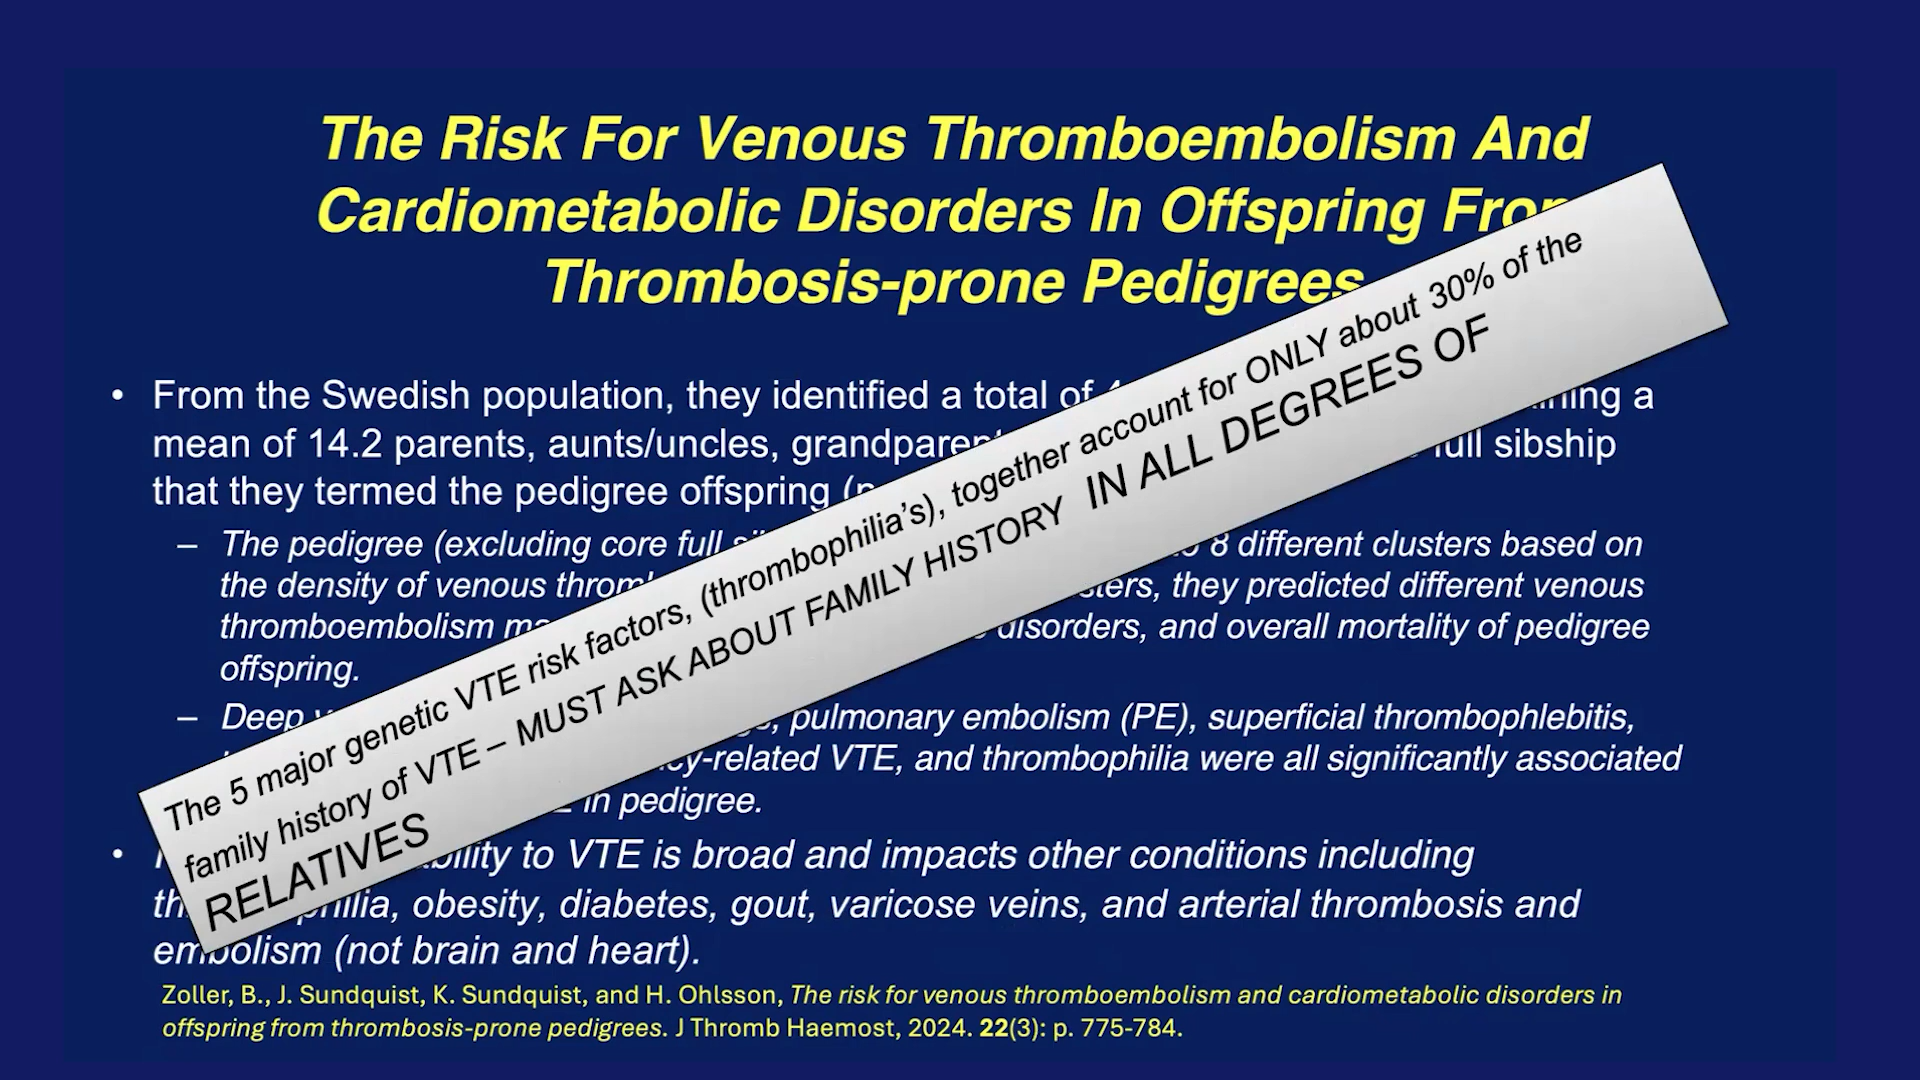 The Risk For Venous Thromboembolism And
Cardiometabolic Disorders In Offspring From
Thrombosis-prone Pedigrees
• From the Swedish population, they identified a total of a
mean of 14.2 parents, aunts/uncles, full sibship
that they termed the pedigree offspring
– The pedigree (excluding core full 8 different clusters based on
the density of venous they predicted different venous
thromboembolism disorders, and overall mortality of pedigree
offspring.
– Deep pulmonary embolism (PE), superficial thrombophlebitis,
VTE, and thrombophilia were all significantly associated
in pedigree.
• to VTE is broad and impacts other conditions including
obesity, diabetes, gout, varicose veins, and arterial thrombosis and
embolism (not brain and heart).
The 5 major genetic VTE risk factors, (thrombophilia's), together account for ONLY about 30% of the
family history of VTE – MUST ASK ABOUT FAMILY HISTORY IN ALL DEGREES OF
RELATIVES
Zoller, B., J. Sundquist, K. Sundquist, and H. Ohlsson, The risk for venous thromboembolism and cardiometabolic disorders in
offspring from thrombosis-prone pedigrees. J Thromb Haemost, 2024. 22(3): p. 775-784.